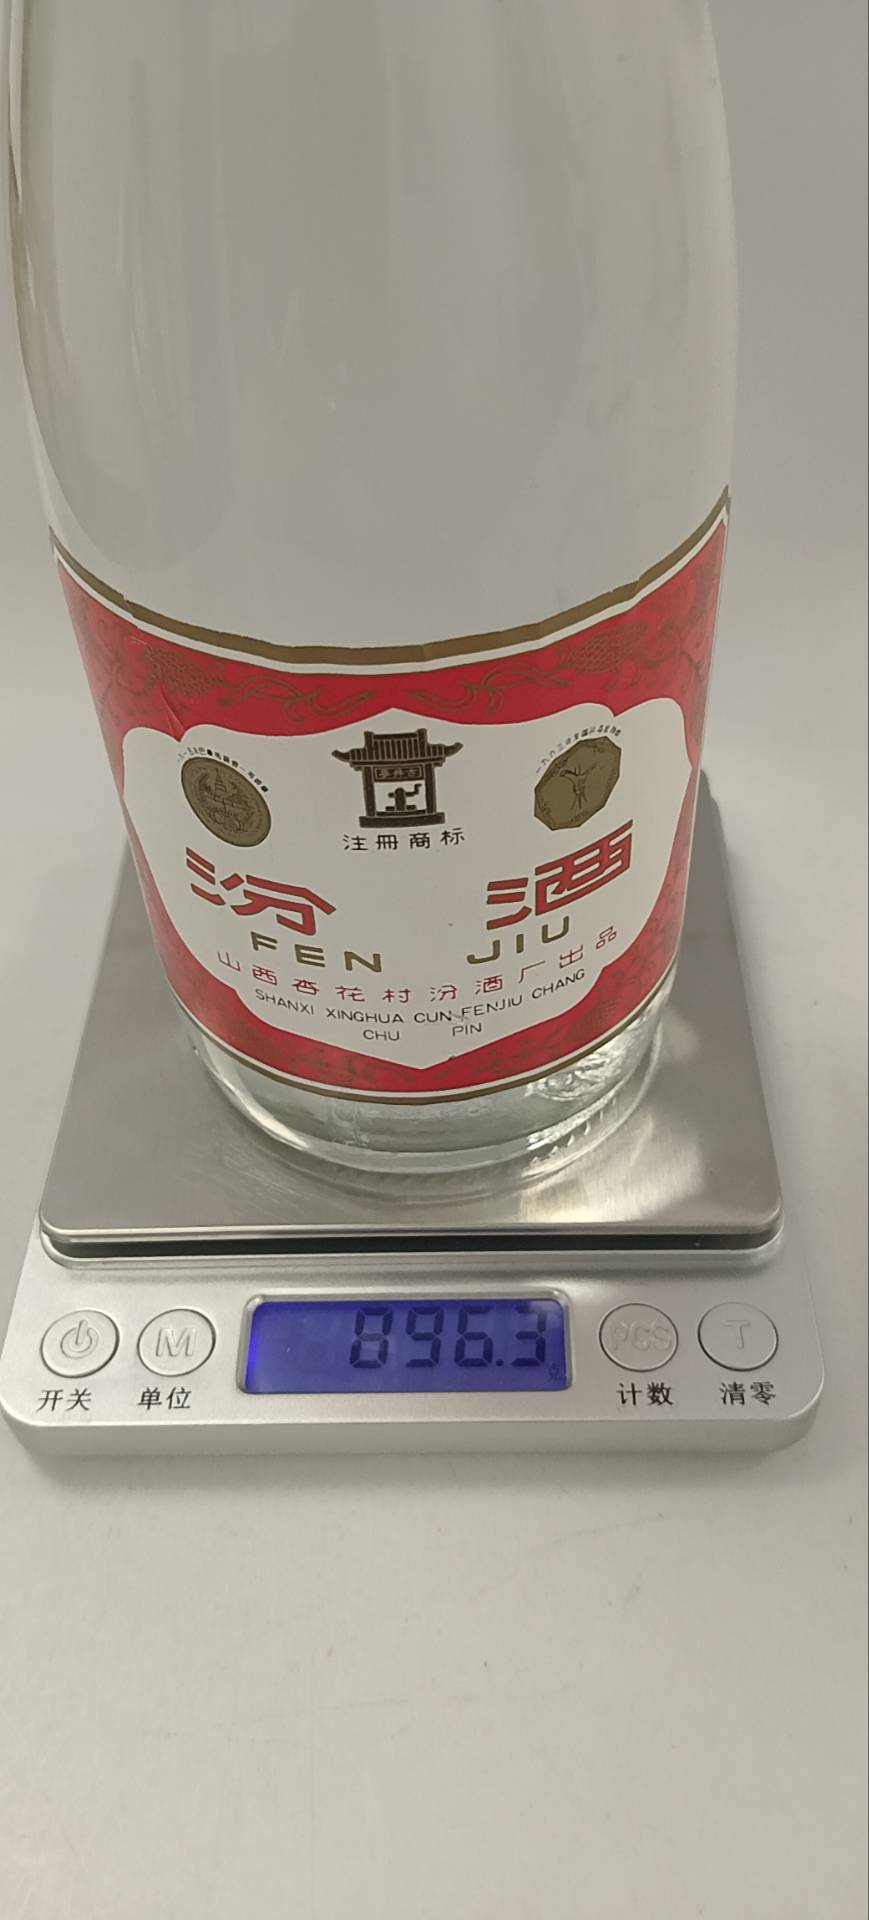 注册商标
汾酒
FEN JIU
山西杏花村汾酒厂出品
SHANXI XINGHUA CUN FENJIU CHANG
CHU PIN
896.3
M
PCS
T
开关
单位
计数
清零